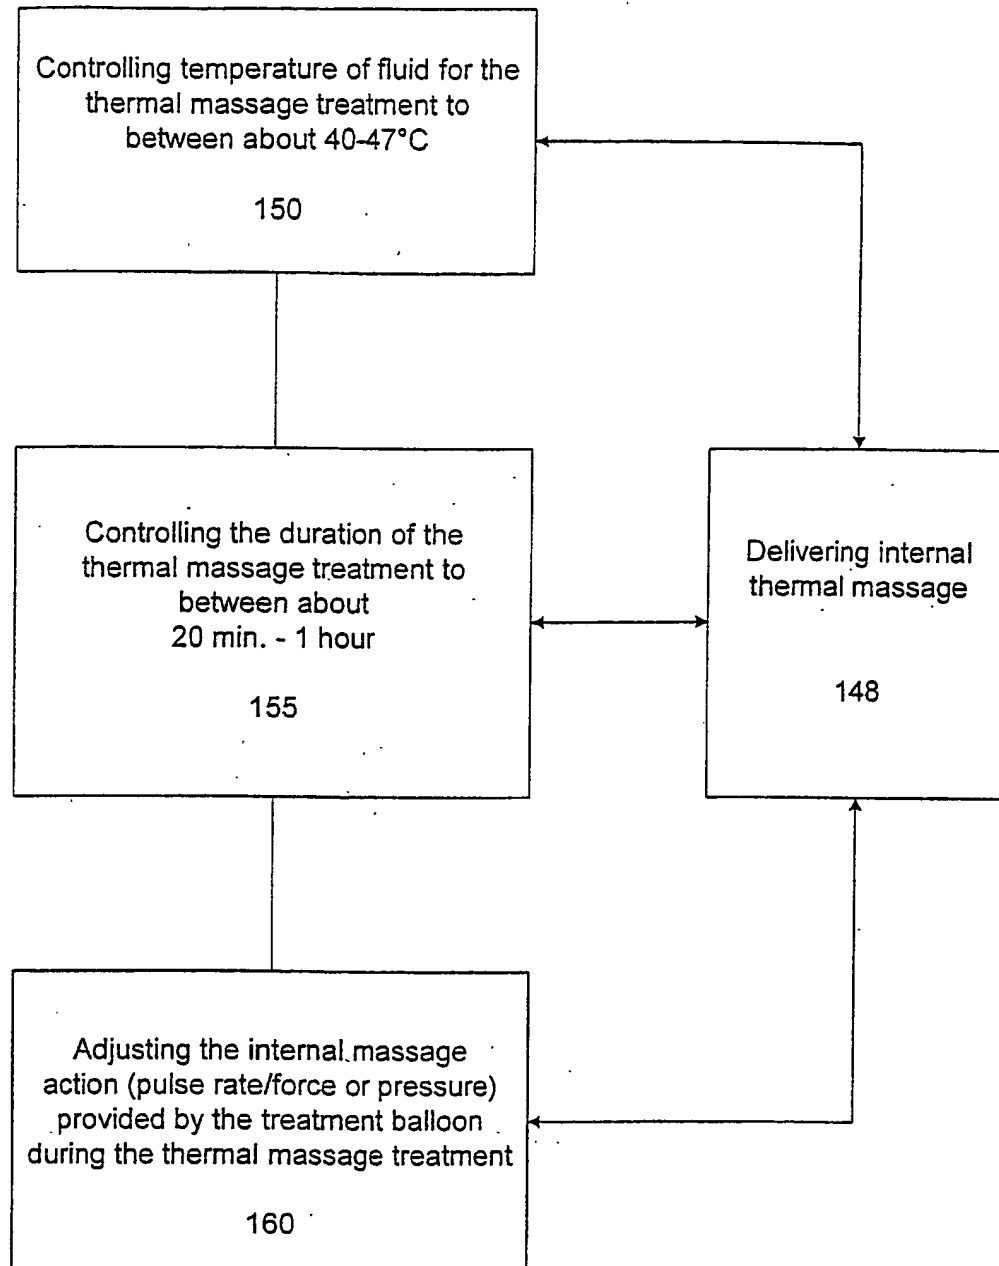 Controlling temperature of fluid for the
thermal massage treatment to
between about 40-47°C
150
Controlling the duration of the
thermal massage treatment to
between about
20 min. - 1 hour
155
Delivering internal
thermal massage
148
Adjusting the internal massage
action (pulse rate/force or pressure)
provided by the treatment balloon
during the thermal massage treatment
160